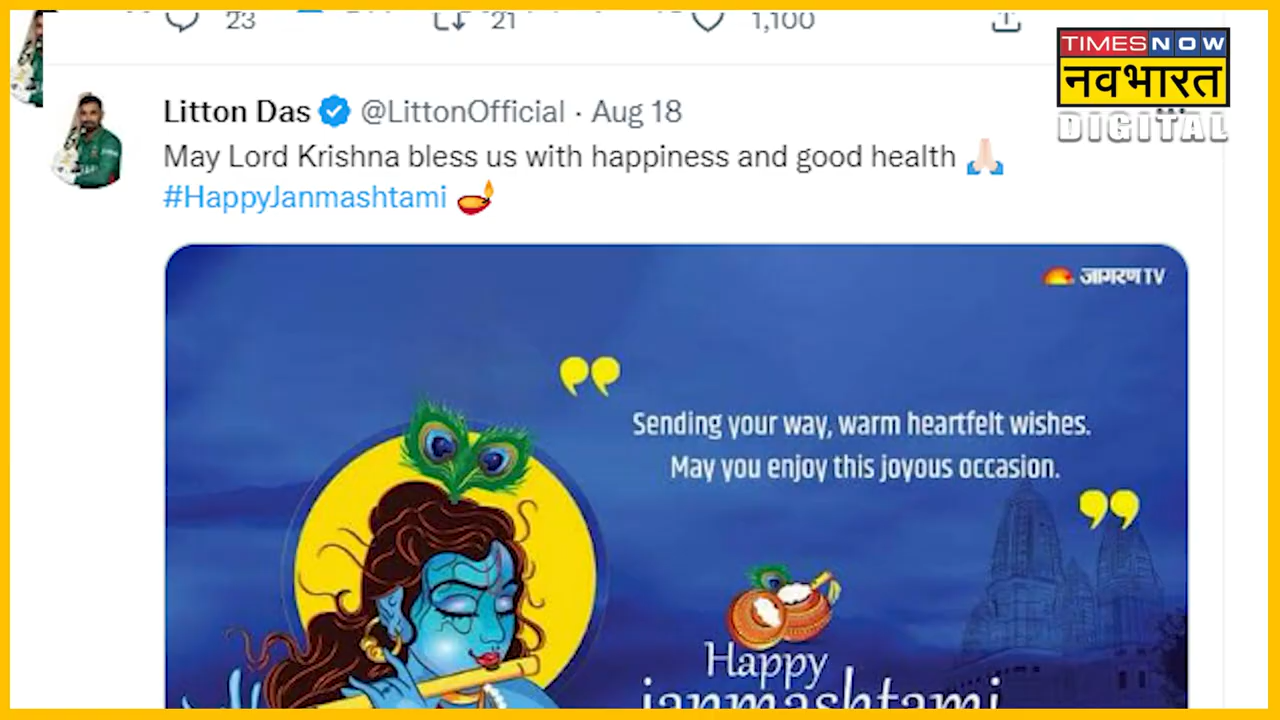 23 21 1,100
TIMES NOW
नवभारत
DIGITAL
Litton Das @LittonOfficial · Aug 18
May Lord Krishna bless us with happiness and good health 🙏
#HappyJanmashtami 🪔
जागरण TV
Sending your way, warm heartfelt wishes.
May you enjoy this joyous occasion.
Happy
janmashtami